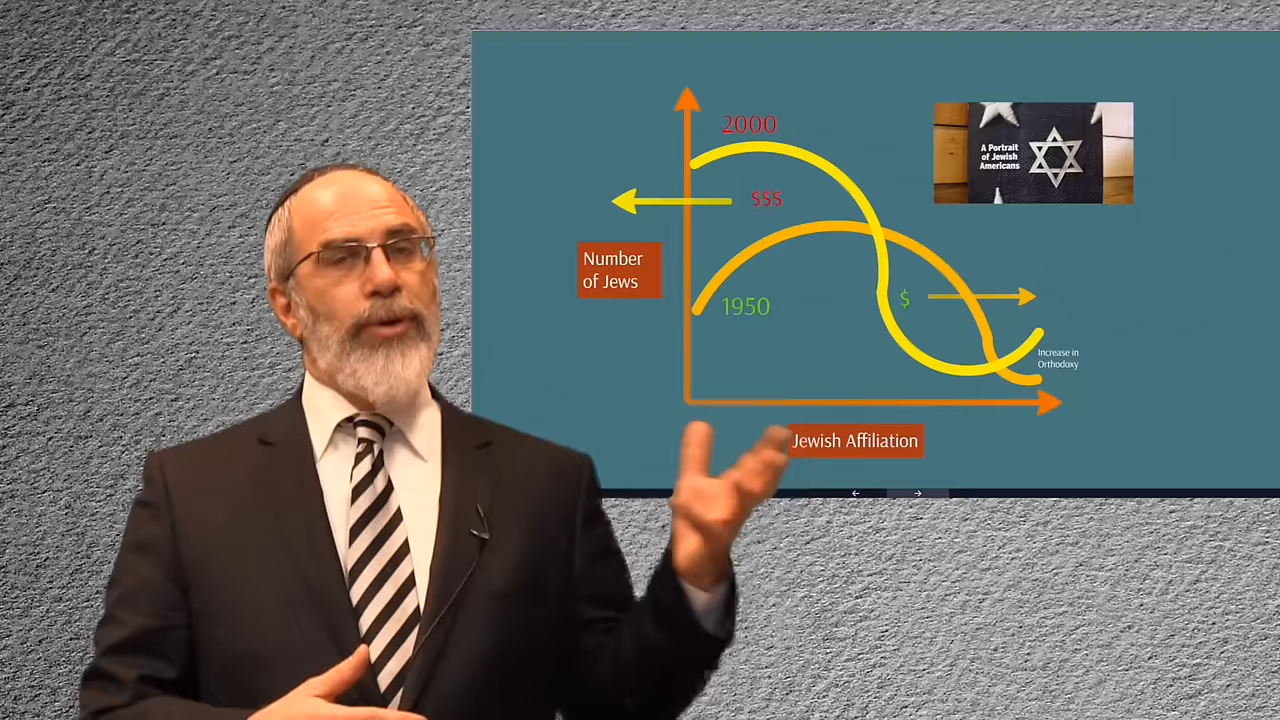 2000
$$$
Number
of Jews
1950
$
Increase in
Orthodoxy
Jewish Affiliation
A Portrait
of Jewish
Americans